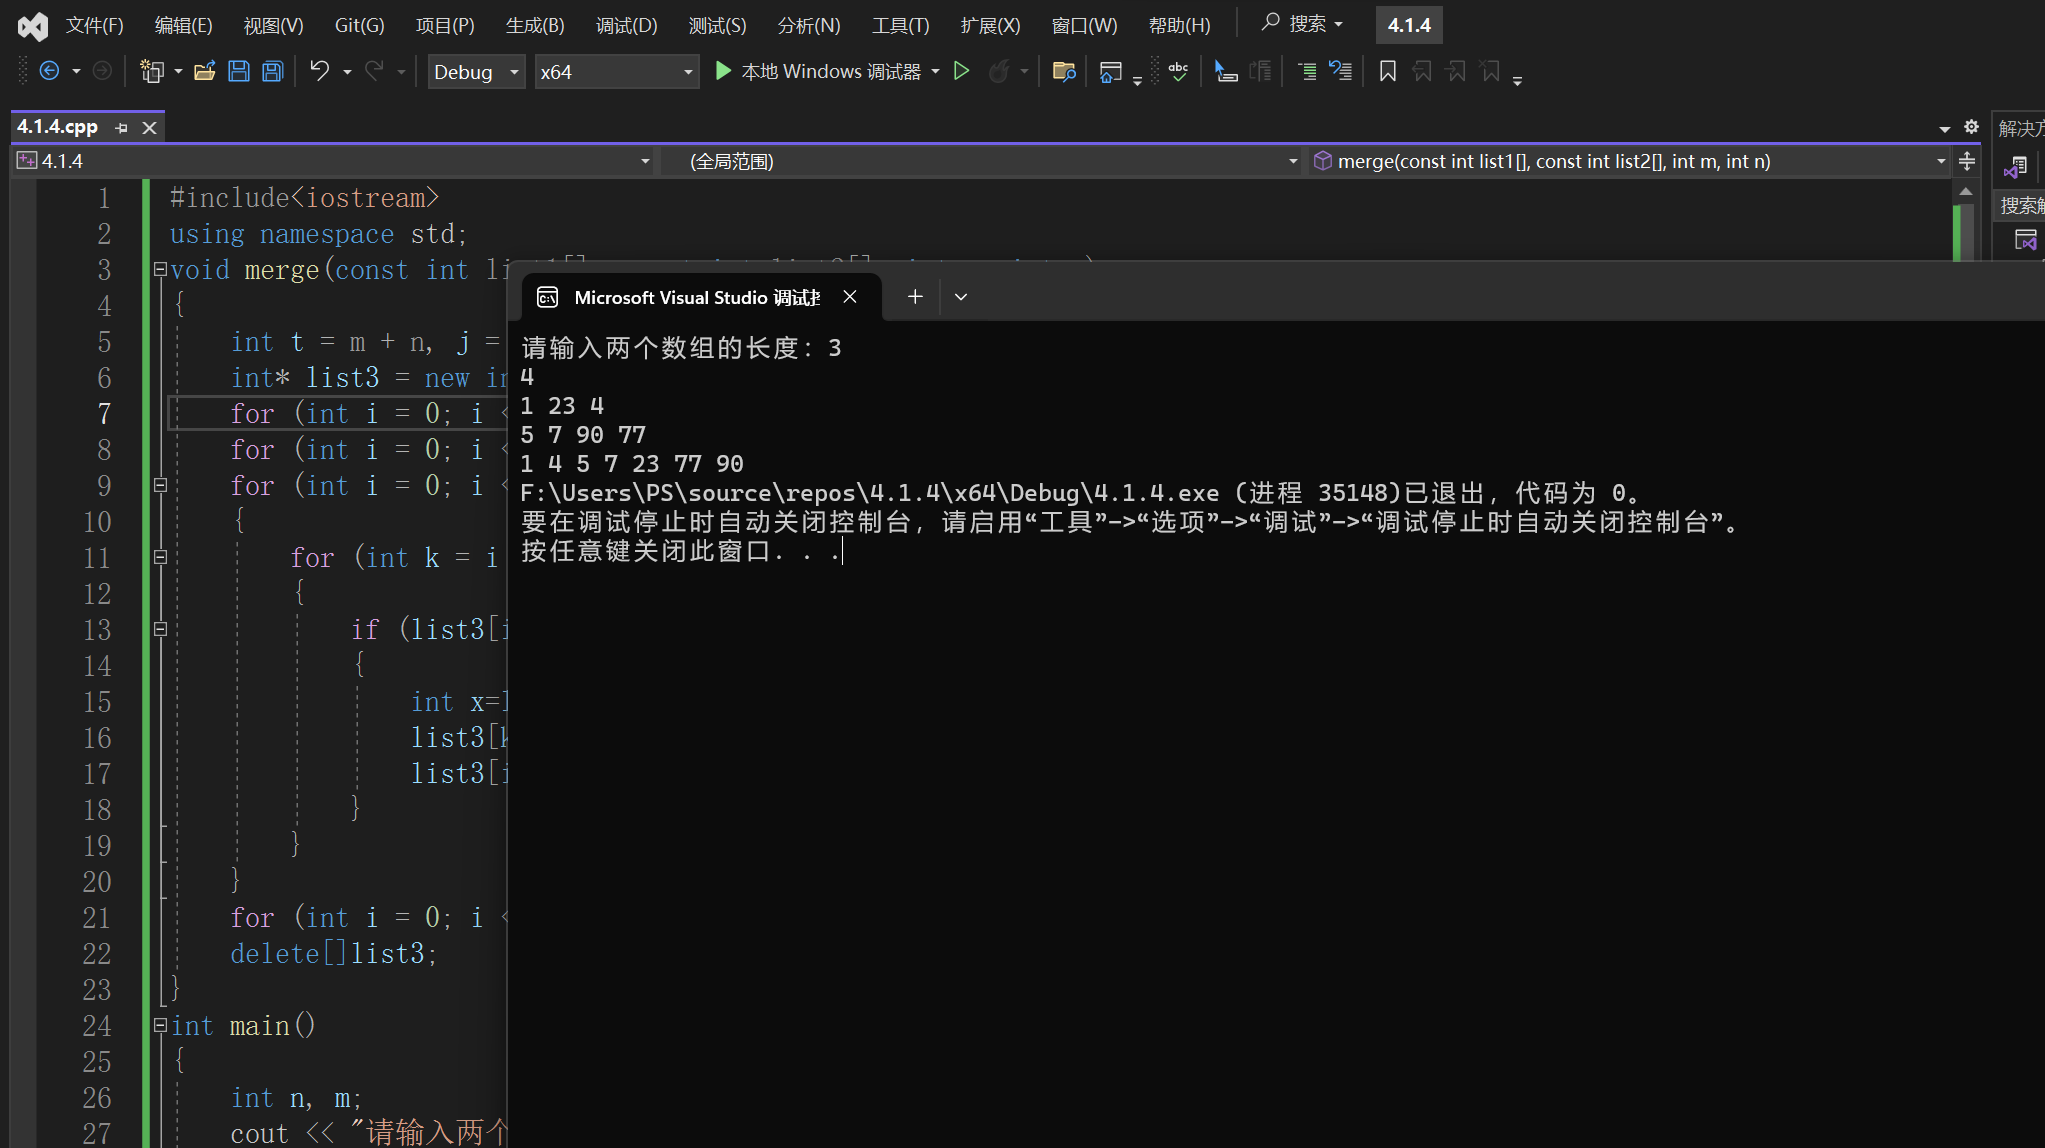 文件(F) 编辑(E) 视图(V) Git(G) 项目(P) 生成(B) 调试(D) 测试(S) 分析(N) 工具(T) 扩展(X) 窗口(W) 帮助(H) 搜索 4.1.4
Debug x64 本地 Windows 调试器
4.1.4.cpp
解决方
4.1.4 (全局范围) merge(const int list1[], const int list2[], int m, int n)
搜索解
1 #include<iostream>
2 using namespace std;
3 void merge(const int
4 {
5 int t = m + n, j =
6 int* list3 = new in
7 for (int i = 0; i <
8 for (int i = 0; i <
9 for (int i = 0; i <
10 {
11 for (int k = i
12 {
13 if (list3[i
14 {
15 int x=l
16 list3[k
17 list3[i
18 }
19 }
20 }
21 for (int i = 0; i <
22 delete[]list3;
23 }
24 int main()
25 {
26 int n, m;
27 cout << "请输入两个
Microsoft Visual Studio 调试
请输入两个数组的长度: 3
4
1 23 4
5 7 90 77
1 4 5 7 23 77 90
F:\Users\PS\source\repos\4.1.4\x64\Debug\4.1.4.exe (进程 35148)已退出，代码为 0。
要在调试停止时自动关闭控制台，请启用“工具”->“选项”->“调试”->“调试停止时自动关闭控制台”。
按任意键关闭此窗口. . .